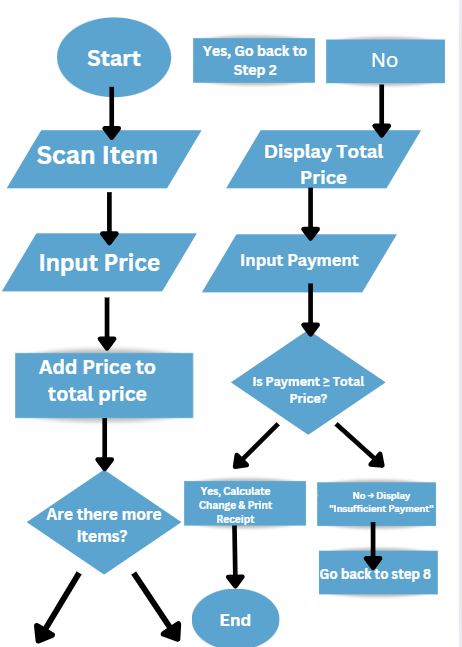 Start
Scan Item
Input Price
Add Price to
total price
Are there more
Items?
Yes, Go back to
Step 2
No
Display Total
Price
Input Payment
Is Payment ≥ Total
Price?
Yes, Calculate
Change & Print
Receipt
End
No → Display
"Insufficient Payment"
Go back to step 8